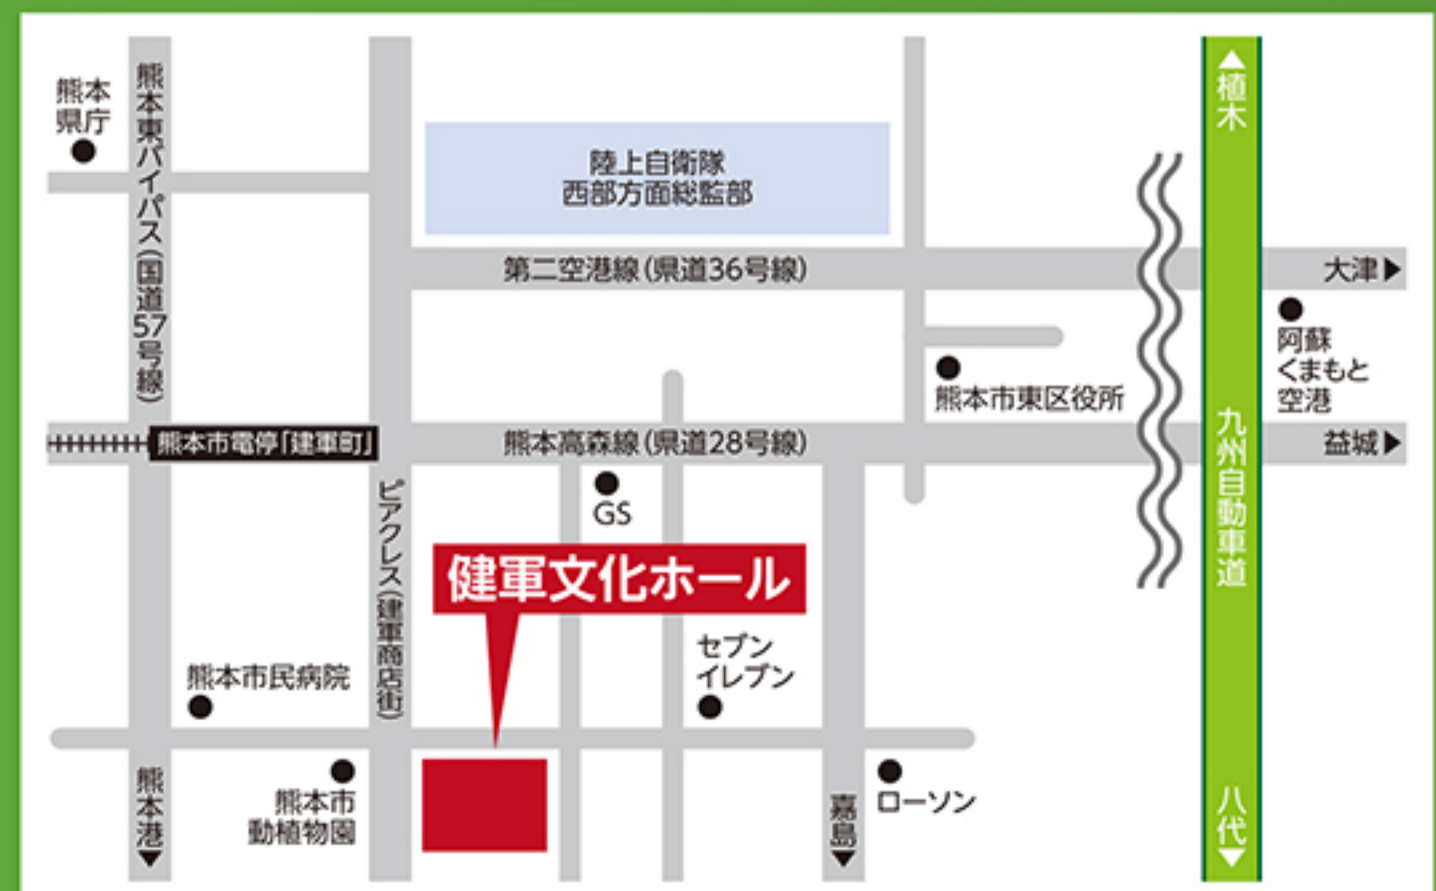 熊本
県庁
熊本東バイパス(国道57号線)
陸上自衛隊
西部方面総監部
▲植木
第二空港線(県道36号線)
大津▶
阿蘇
くまもと
空港
熊本市東区役所
熊本市電停「建軍町」
熊本高森線(県道28号線)
益城▶
九州自動車道
GS
ピアクレス(建軍商店街)
健軍文化ホール
セブン
イレブン
熊本市民病院
熊本港▼
熊本市
動植物園
嘉島▼
ローソン
八代▼